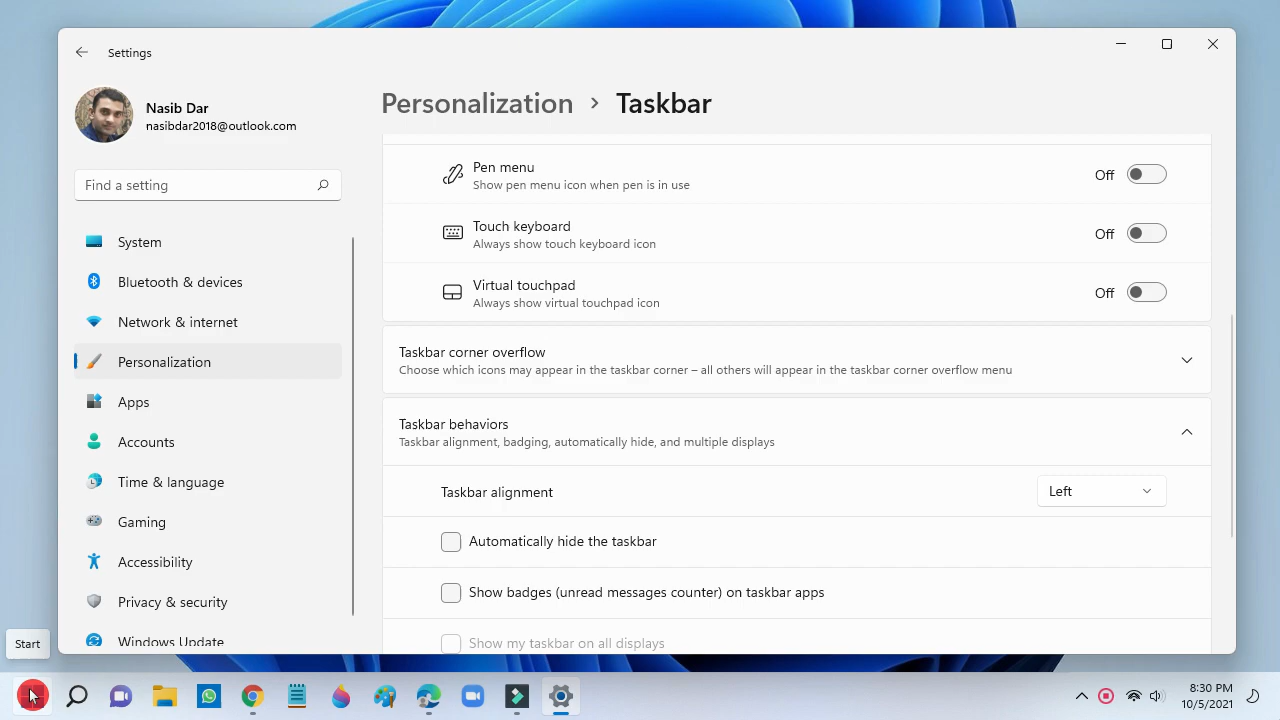 Settings
Nasib Dar
nasibdar2018@outlook.com
Find a setting
System
Bluetooth & devices
Network & internet
Personalization
Apps
Accounts
Time & language
Gaming
Accessibility
Privacy & security
Windows Update
Personalization > Taskbar
Pen menu
Show pen menu icon when pen is in use
Off
Touch keyboard
Always show touch keyboard icon
Off
Virtual touchpad
Always show virtual touchpad icon
Off
Taskbar corner overflow
Choose which icons may appear in the taskbar corner – all others will appear in the taskbar corner overflow menu
Taskbar behaviors
Taskbar alignment, badging, automatically hide, and multiple displays
Taskbar alignment
Left
Automatically hide the taskbar
Show badges (unread messages counter) on taskbar apps
Show my taskbar on all displays
Start
8:30 PM
10/5/2021